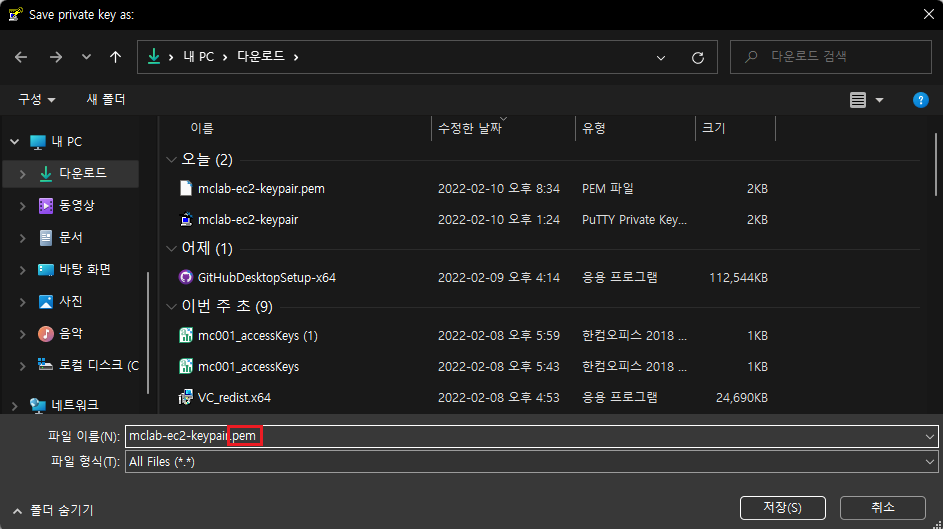 Save private key as:
내 PC › 다운로드 ›
다운로드 검색
구성 새 폴더
이름 수정한 날짜 유형 크기
내 PC
다운로드
동영상
문서
바탕 화면
사진
음악
로컬 디스크 (C
네트워크
오늘 (2)
mclab-ec2-keypair.pem 2022-02-10 오후 8:34 PEM 파일 2KB
mclab-ec2-keypair 2022-02-10 오후 1:24 PuTTY Private Key... 2KB
어제 (1)
GitHubDesktopSetup-x64 2022-02-09 오후 4:14 응용 프로그램 112,544KB
이번 주 초 (9)
mc001_accessKeys (1) 2022-02-08 오후 5:59 한컴오피스 2018 ... 1KB
mc001_accessKeys 2022-02-08 오후 5:43 한컴오피스 2018 ... 1KB
VC_redist.x64 2022-02-08 오후 4:53 응용 프로그램 24,690KB
파일 이름(N): mclab-ec2-keypair.pem
파일 형식(T): All Files (*.*)
폴더 숨기기 저장(S) 취소